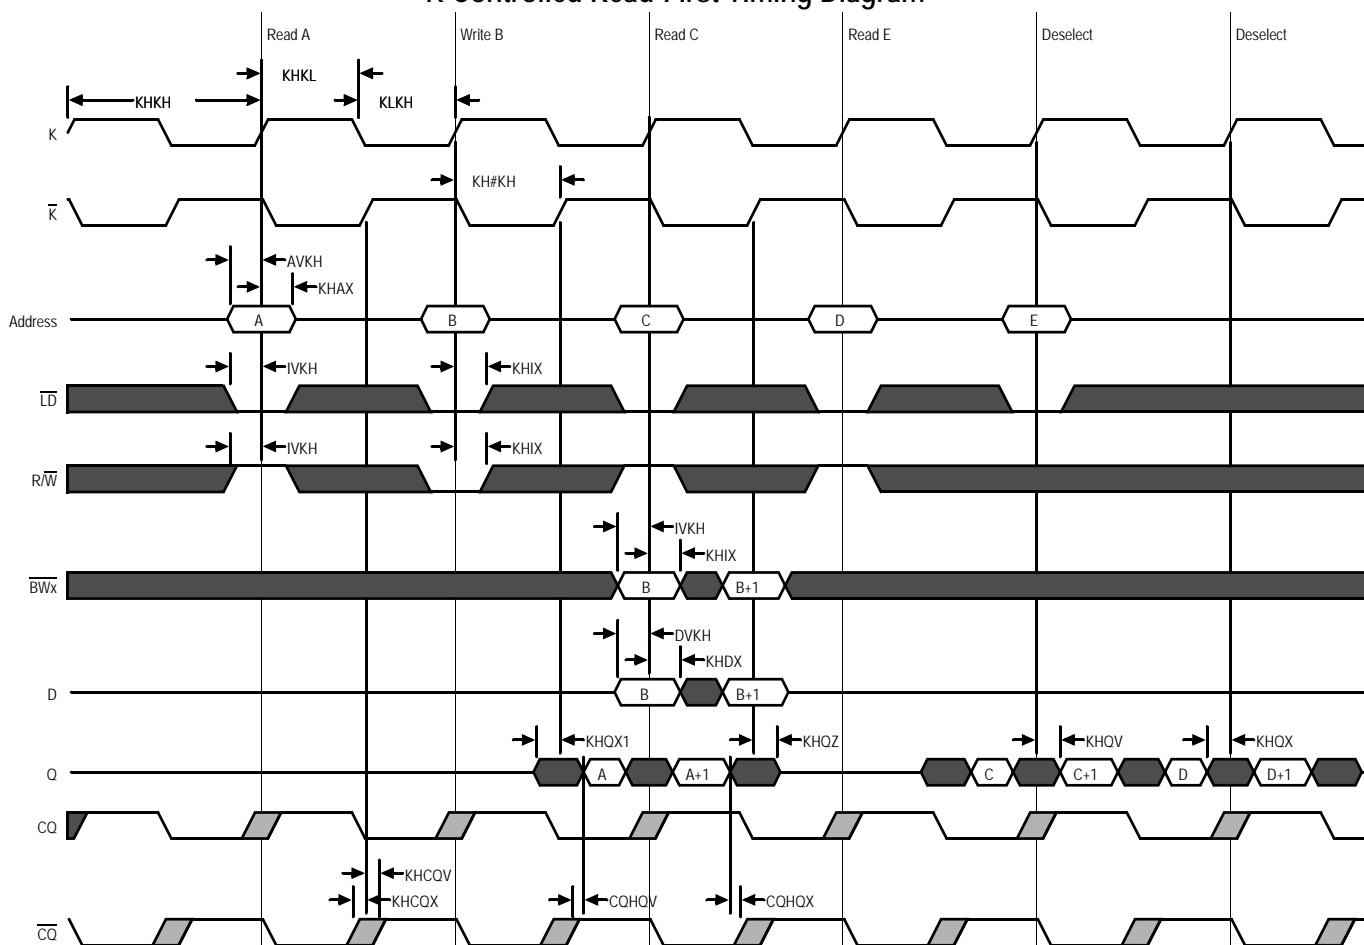 K Controlled Read First Timing Diagram
Read A Write B Read C Read E Deselect Deselect
KHKL
KHKH KLKH
K
KH#KH
K
AVKH
KHAX
Address A B C D E
IVKH KHIX
LD
IVKH KHIX
R/W
IVKH
KHIX
BWx B B+1
DVKH
KHDX
D B B+1
KHQX1 KHQZ KHQV KHQX
Q A A+1 C C+1 D D+1
CQ
KHCQV
KHCQX CQHQV CQHQX
CQ